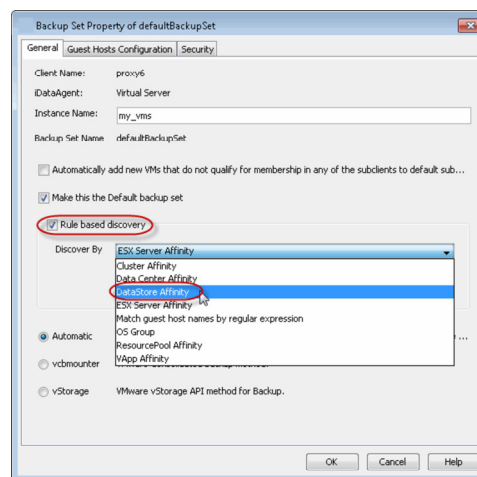 Backup Set Property of defaultBackupSet
General Guest Hosts Configuration Security
Client Name: proxy6
iDataAgent: Virtual Server
Instance Name: my_vms
Backup Set Name defaultBackupSet
Automatically add new VMs that do not qualify for membership in any of the subclients to default sub...
Make this the Default backup set
Rule based discovery
Discover By ESX Server Affinity
Cluster Affinity
Data Center Affinity
DataStore Affinity
ESX Server Affinity
Match guest host names by regular expression
OS Group
ResourcePool Affinity
VApp Affinity
Automatic ...
vcbmounter
vStorage VMware vStorage API method for Backup.
OK Cancel Help